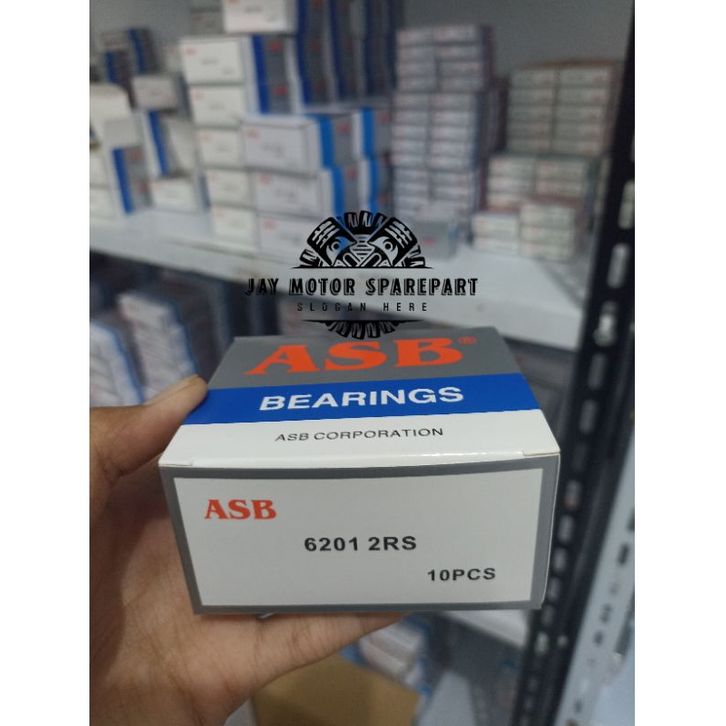 JAY MOTOR SPAREPART
SLOGAN HERE
ASB®
BEARINGS
ASB CORPORATION
ASB
6201 2RS
10PCS